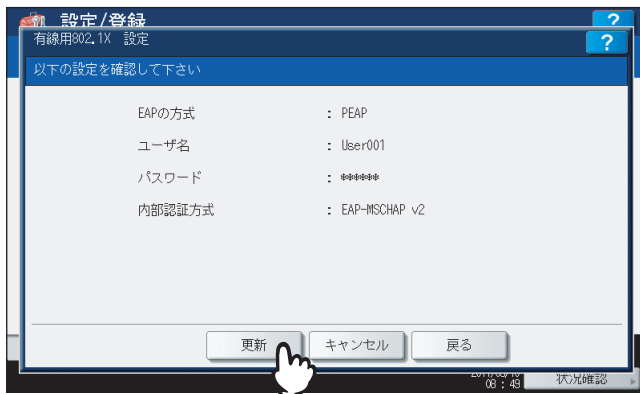 設定/登録
?
有線用802.1X 設定
?
以下の設定を確認して下さい
EAPの方式 : PEAP
ユーザ名 : User001
パスワード : ******
内部認証方式 : EAP-MSCHAP v2
更新 キャンセル 戻る
08 : 49 状況確認